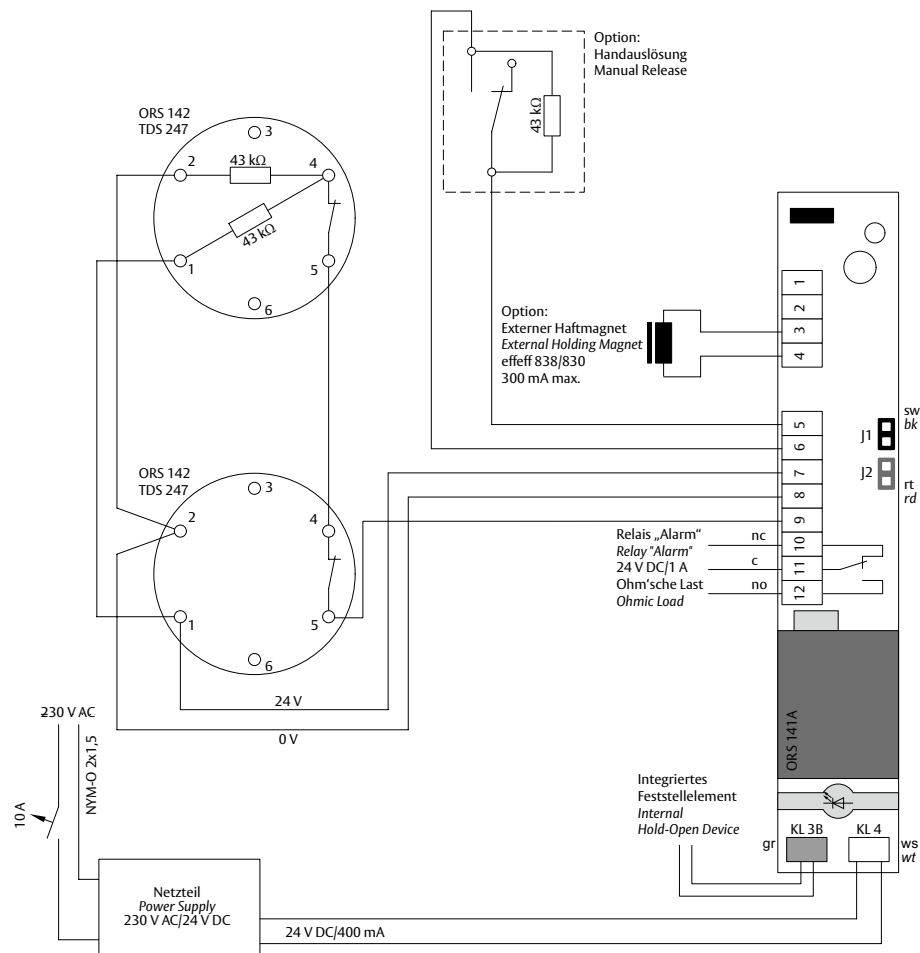 Option:
Handauslösung
Manual Release
43 kΩ
ORS 142
TDS 247
3
2
43 kΩ
4
43 kΩ
1
5
6
Option:
Externer Haftmagnet
External Holding Magnet
effeff 838/830
300 mA max.
1
2
3
4
5
6
7
8
9
10
11
12
J1
sw
bk
J2
rt
rd
ORS 142
TDS 247
3
2
4
1
5
6
Relais „Alarm“
Relay "Alarm"
24 V DC/1 A
Ohm‘sche Last
Ohmic Load
nc
c
no
24 V
0 V
230 V AC
NYM-O 2x1,5
10 A
ORS 141A
Integriertes
Feststellelement
Internal
Hold-Open Device
gr
KL 3B
KL 4
ws
wt
Netzteil
Power Supply
230 V AC/24 V DC
24 V DC/400 mA